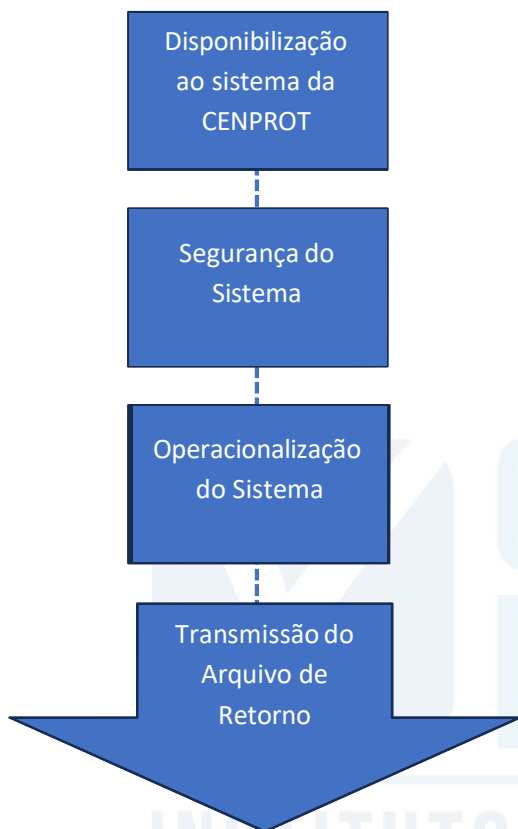 Disponibilização
ao sistema da
CENPROT
Segurança do
Sistema
Operacionalização
do Sistema
Transmissão do
Arquivo de
Retorno